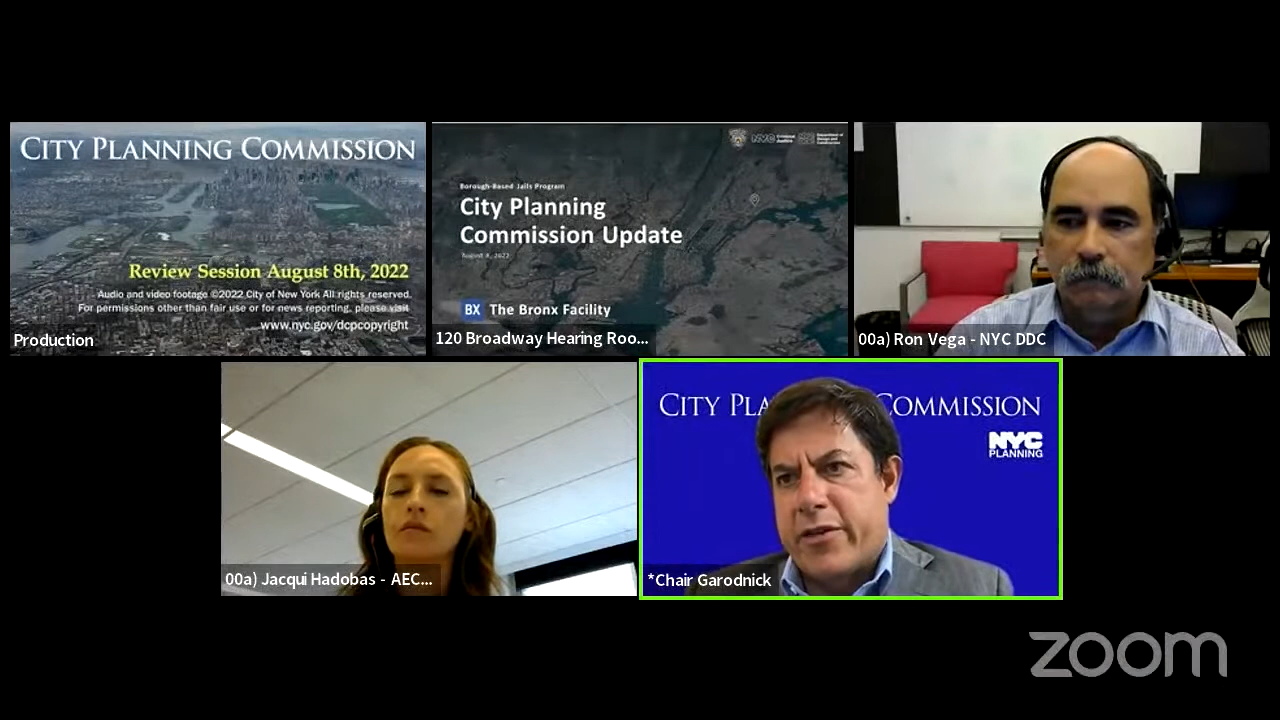 CITY PLANNING COMMISSION
Review Session August 8th, 2022
Audio and video footage ©2022 City of New York All rights reserved.
For permissions other than fair use or for news reporting, please visit
www.nyc.gov/dcpcopyright
Production
Borough-Based Jails Program
City Planning
Commission Update
August 8, 2022
BX The Bronx Facility
120 Broadway Hearing Roo...
00a) Ron Vega - NYC DDC
00a) Jacqui Hadobas - AEC...
CITY PLA COMMISSION
NYC
PLANNING
*Chair Garodnick
zoom